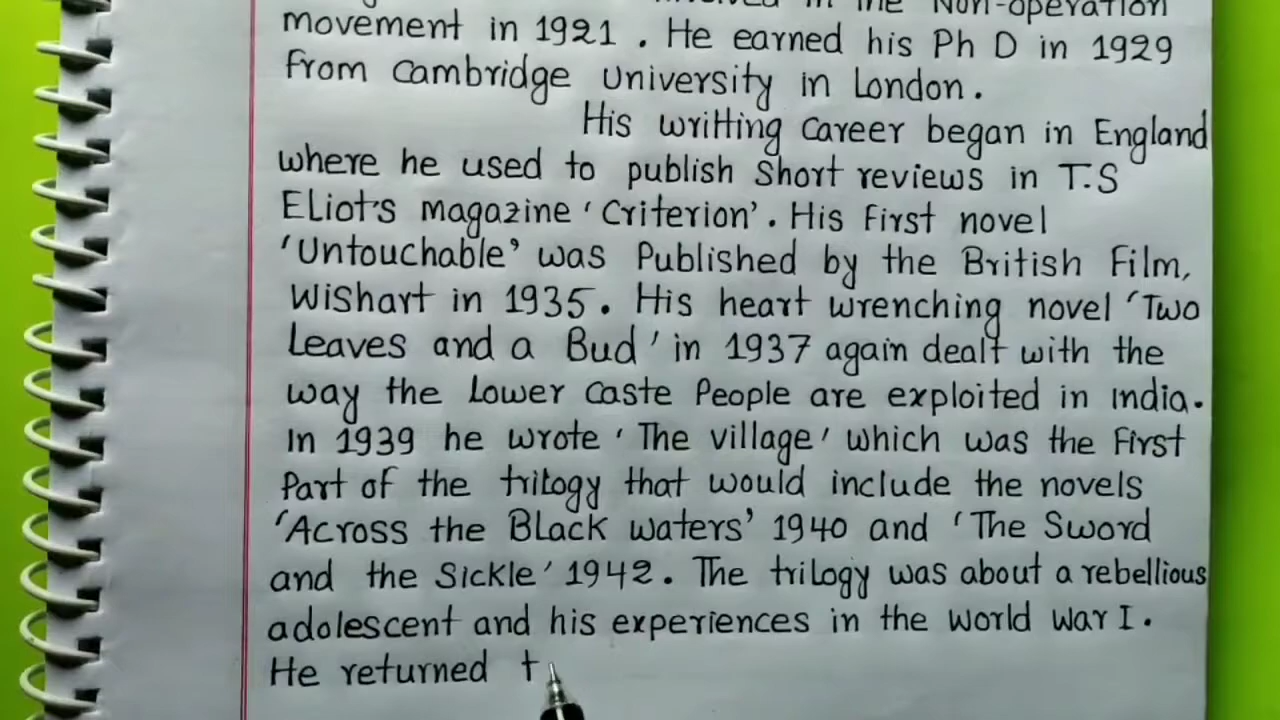 involved in the Non-operation
movement in 1921 . He earned his Ph D in 1929
from Cambridge University in London .
His writting career began in England
where he used to publish short reviews in T.S
Eliot's magazine 'Criterion'. His First novel
'Untouchable' was Published by the British Film,
Wishart in 1935. His heart wrenching novel 'Two
Leaves and a Bud' in 1937 again dealt with the
way the Lower Caste People are exploited in India.
In 1939 he wrote 'The village' which was the First
Part of the trilogy that would include the novels
'Across the Black waters' 1940 and 'The Sword
and the Sickle' 1942. The trilogy was about a rebellious
adolescent and his experiences in the world war I.
He returned t